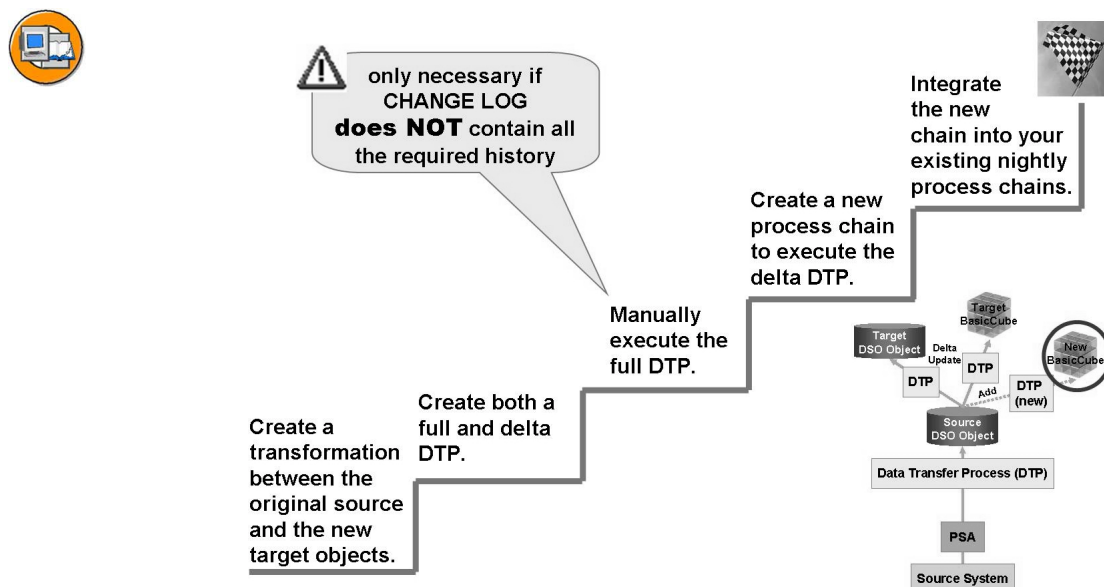 only necessary if
CHANGE LOG
does NOT contain all
the required history
Integrate
the new
chain into your
existing nightly
process chains.
Create a new
process chain
to execute the
delta DTP.
Manually
execute the
full DTP.
Create both a
full and delta
DTP.
Create a
transformation
between the
original source
and the new
target objects.
Target
BasicCube
Target
DSO Object
Delta
Update
New
BasicCube
DTP
DTP
Add
DTP
(new)
Source
DSO Object
Data Transfer Process (DTP)
PSA
Source System